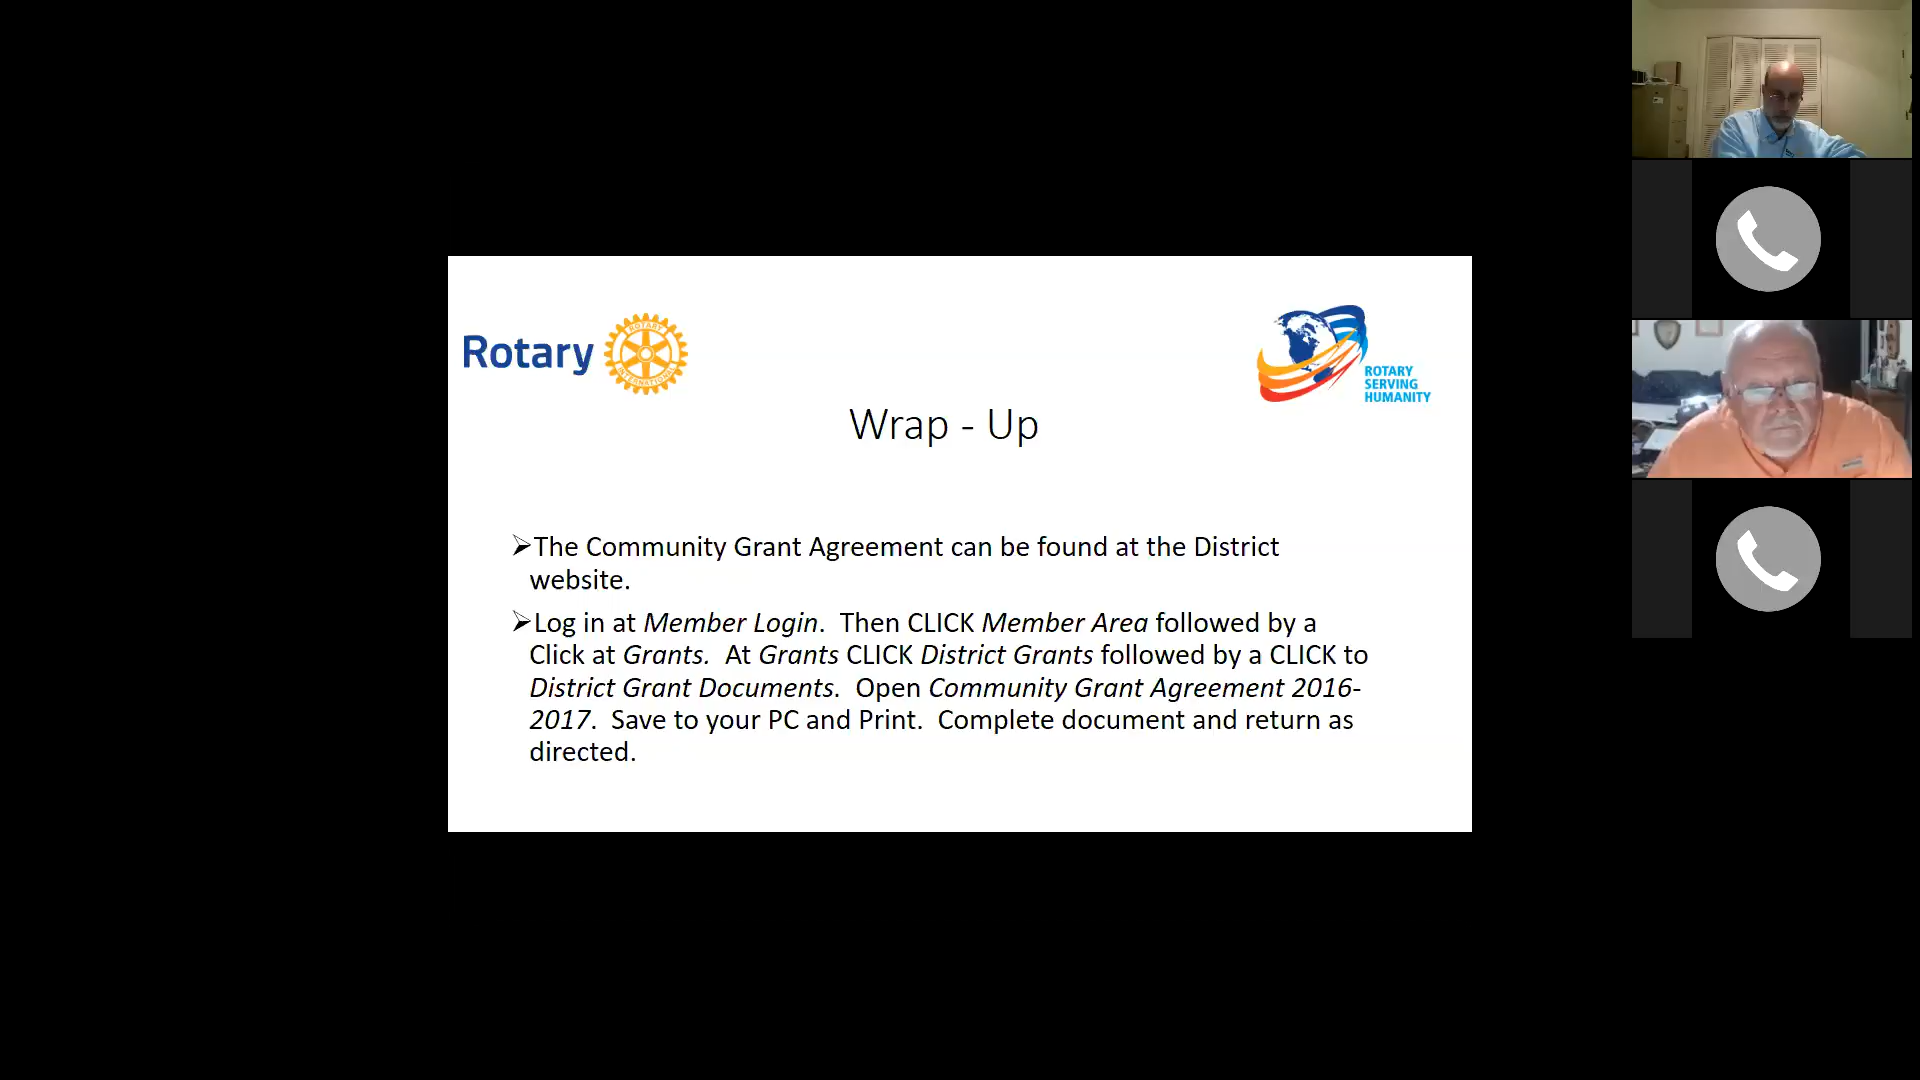 Rotary
ROTARY
INTERNATIONAL
ROTARY
SERVING
HUMANITY
Wrap - Up
➢The Community Grant Agreement can be found at the District
website.
➢Log in at Member Login.  Then CLICK Member Area followed by a
Click at Grants.  At Grants CLICK District Grants followed by a CLICK to
District Grant Documents.  Open Community Grant Agreement 2016-
2017.  Save to your PC and Print.  Complete document and return as
directed.